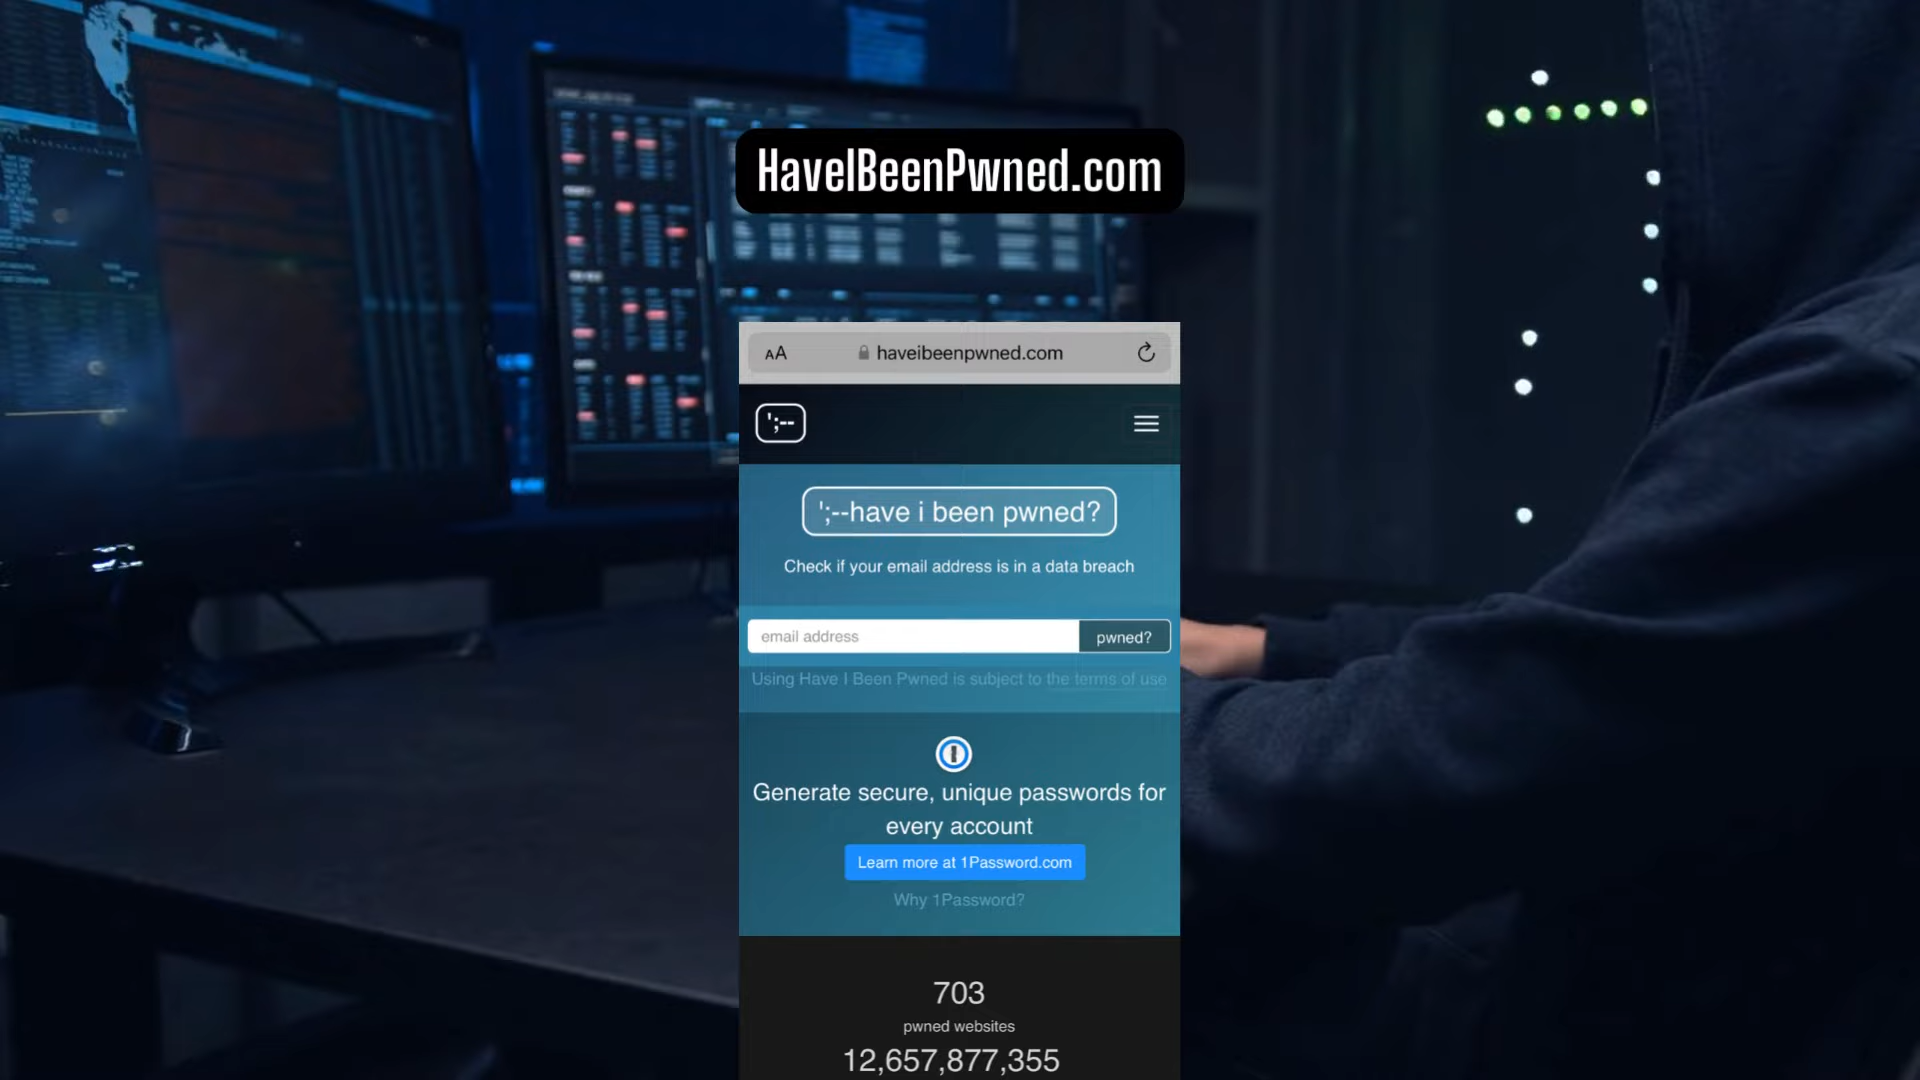 HaveIBeenPwned.com
AA haveibeenpwned.com
';--
';--have i been pwned?
Check if your email address is in a data breach
email address pwned?
Using Have I Been Pwned is subject to the terms of use
Generate secure, unique passwords for
every account
Learn more at 1Password.com
Why 1Password?
703
pwned websites
12,657,877,355